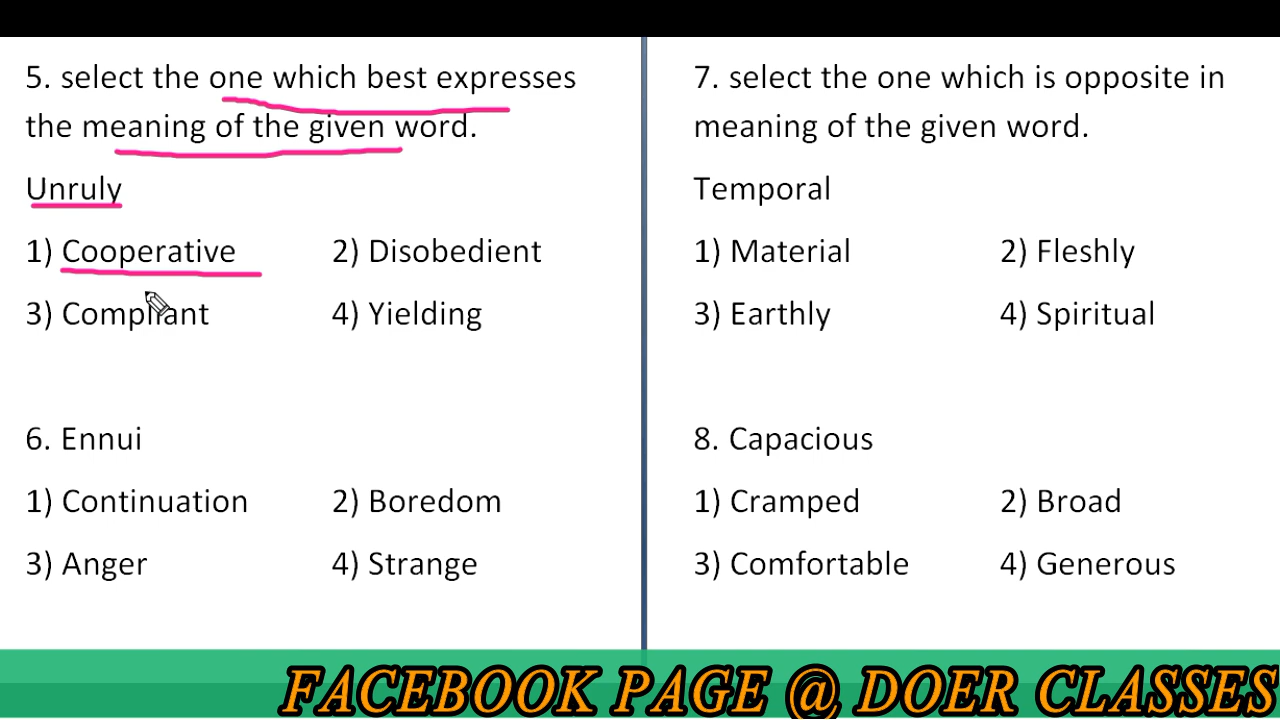 5. select the one which best expresses
the meaning of the given word.
Unruly
1) Cooperative 2) Disobedient
3) Compliant 4) Yielding
6. Ennui
1) Continuation 2) Boredom
3) Anger 4) Strange
7. select the one which is opposite in
meaning of the given word.
Temporal
1) Material 2) Fleshly
3) Earthly 4) Spiritual
8. Capacious
1) Cramped 2) Broad
3) Comfortable 4) Generous
FACEBOOK PAGE @ DOER CLASSES